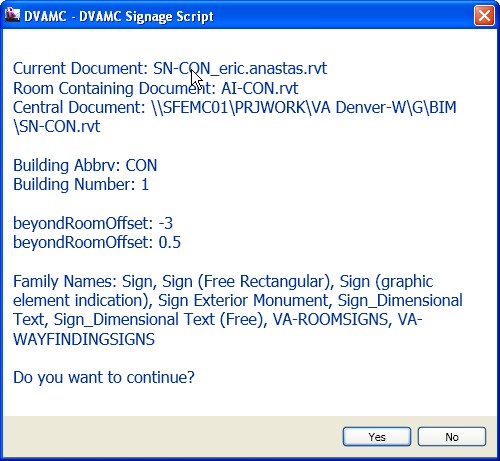 DVAMC - DVAMC Signage Script
Current Document: SN-CON_eric.anastas.rvt
Room Containing Document: AI-CON.rvt
Central Document: \\SFEMC01\PRJWORK\VA Denver-W\G\BIM
\SN-CON.rvt
Building Abbrv: CON
Building Number: 1
beyondRoomOffset: -3
beyondRoomOffset: 0.5
Family Names: Sign, Sign (Free Rectangular), Sign (graphic
element indication), Sign Exterior Monument, Sign_Dimensional
Text, Sign_Dimensional Text (Free), VA-ROOMSIGNS, VA-
WAYFINDINGSIGNS
Do you want to continue?
Yes No